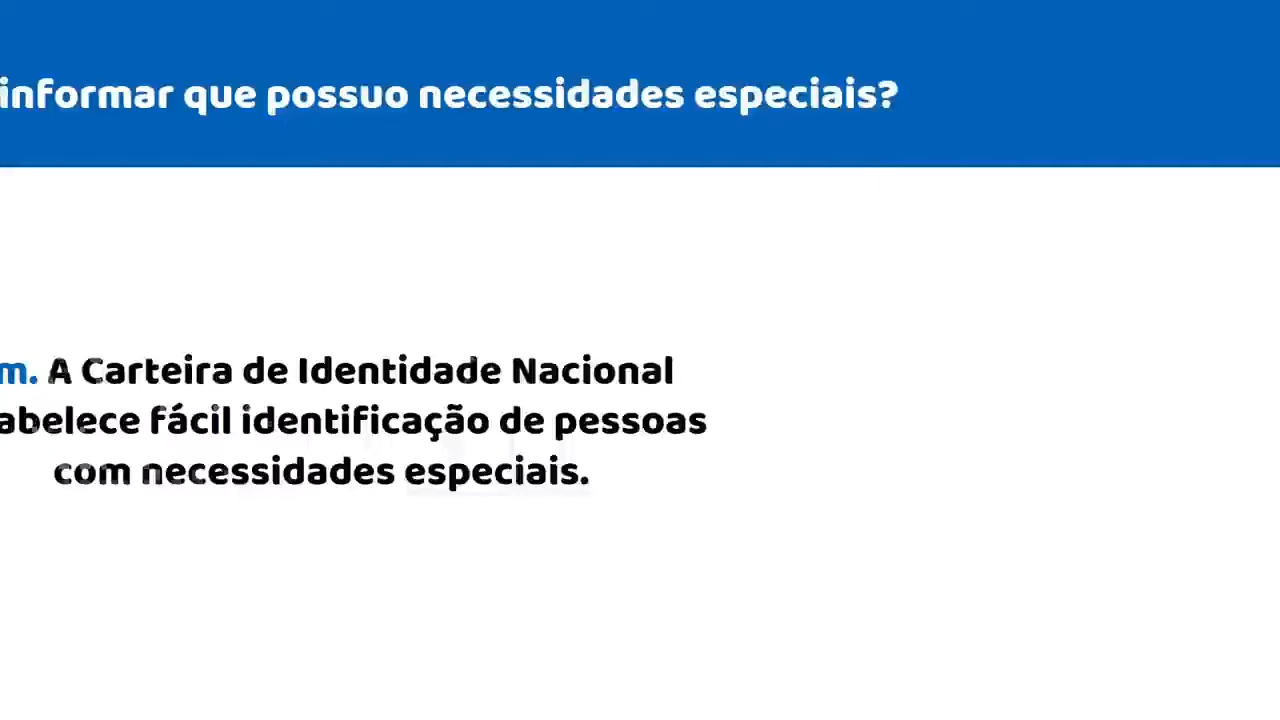 informar que possuo necessidades especiais?
m. A Carteira de Identidade Nacional
abelece fácil identificação de pessoas
com necessidades especiais.